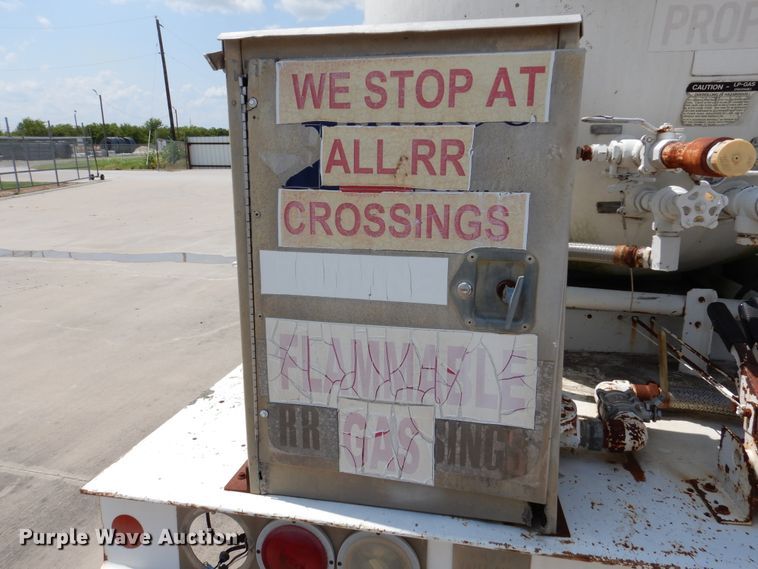 WE STOP AT
ALL RR
CROSSINGS
FLAMMABLE
RR GAS SINGS
PROP
CAUTION - LP-GAS
Purple Wave Auction